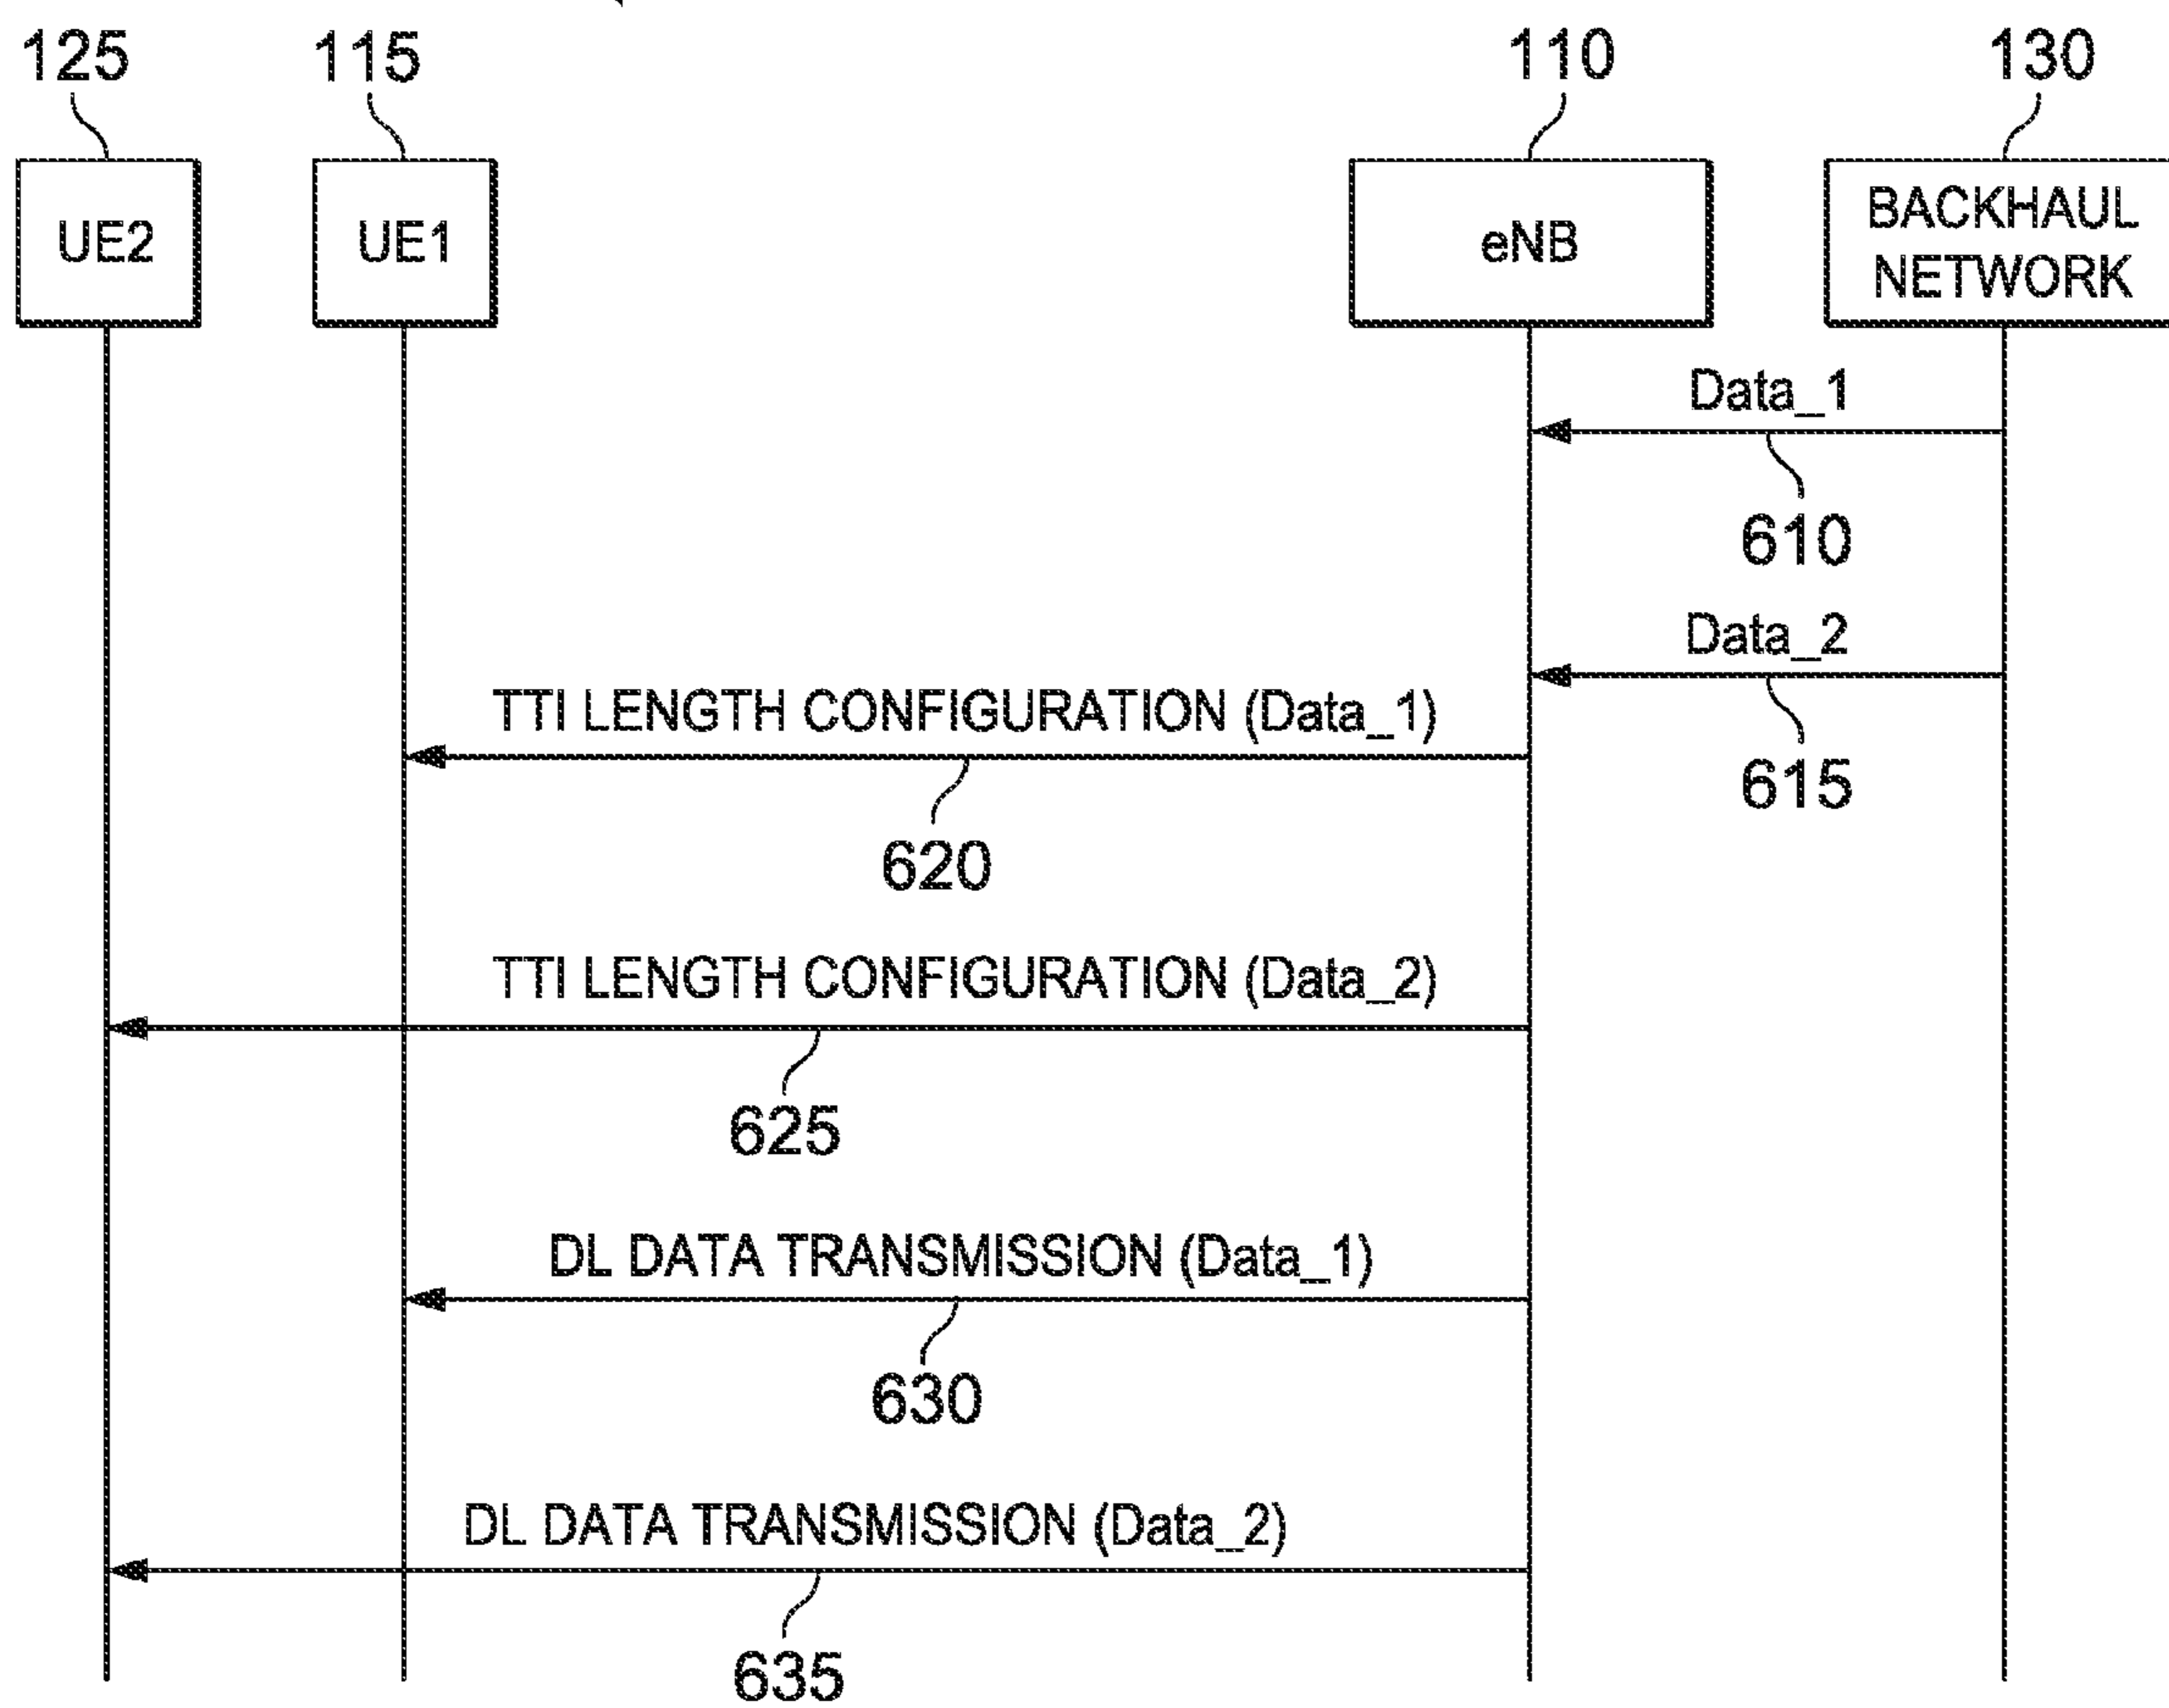 125
115
110
130
UE2
UE1
eNB
BACKHAUL
NETWORK
Data_1
610
Data_2
615
TTI LENGTH CONFIGURATION (Data_1)
620
TTI LENGTH CONFIGURATION (Data_2)
625
DL DATA TRANSMISSION (Data_1)
630
DL DATA TRANSMISSION (Data_2)
635